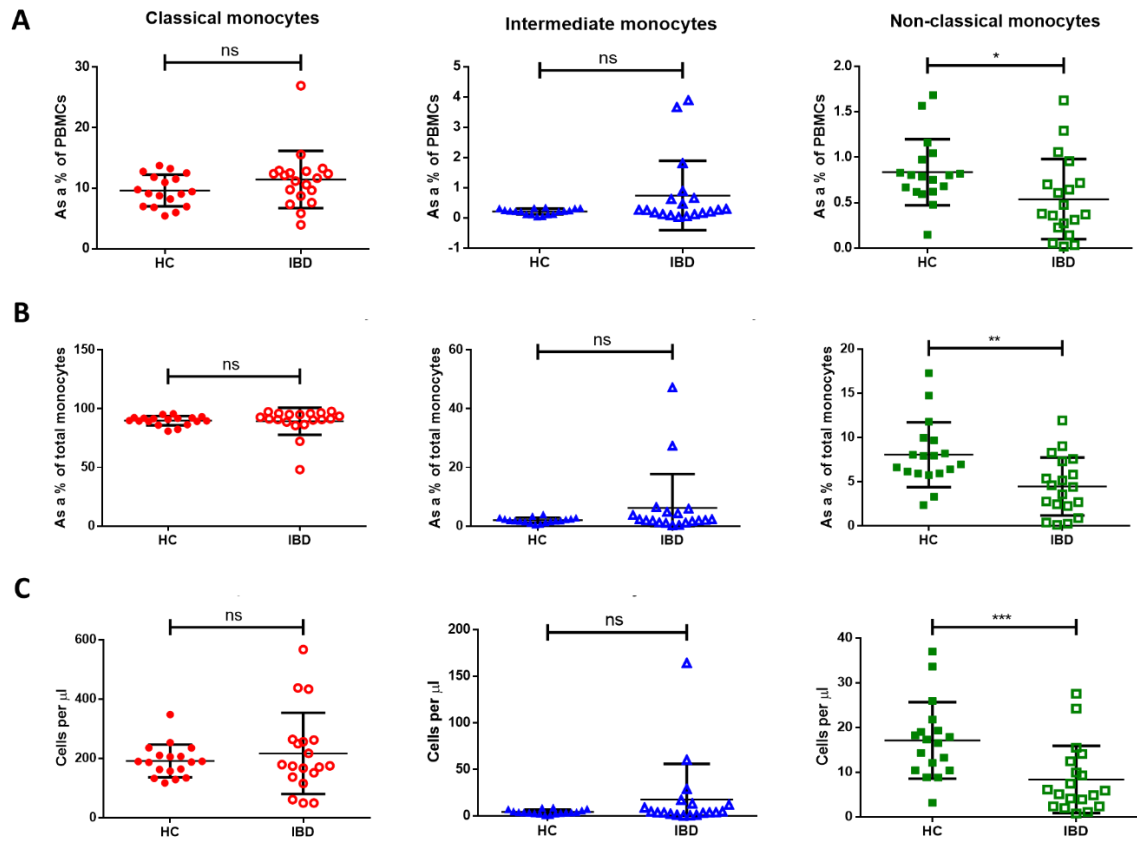 A
Classical monocytes
Intermediate monocytes
Non-classical monocytes
As a % of PBMCs
30
20
10
0
ns
HC
IBD
As a % of PBMCs
5
4
3
2
1
0
-1
ns
HC
IBD
As a % of PBMCs
2.0
1.5
1.0
0.5
0.0
*
HC
IBD
B
As a % of total monocytes
150
100
50
0
ns
HC
IBD
As a % of total monocytes
60
40
20
0
ns
HC
IBD
As a % of total monocytes
20
15
10
5
0
**
HC
IBD
C
Cells per μl
600
400
200
0
ns
HC
IBD
Cells per μl
200
150
100
50
0
ns
HC
IBD
Cells per μl
40
30
20
10
0
***
HC
IBD